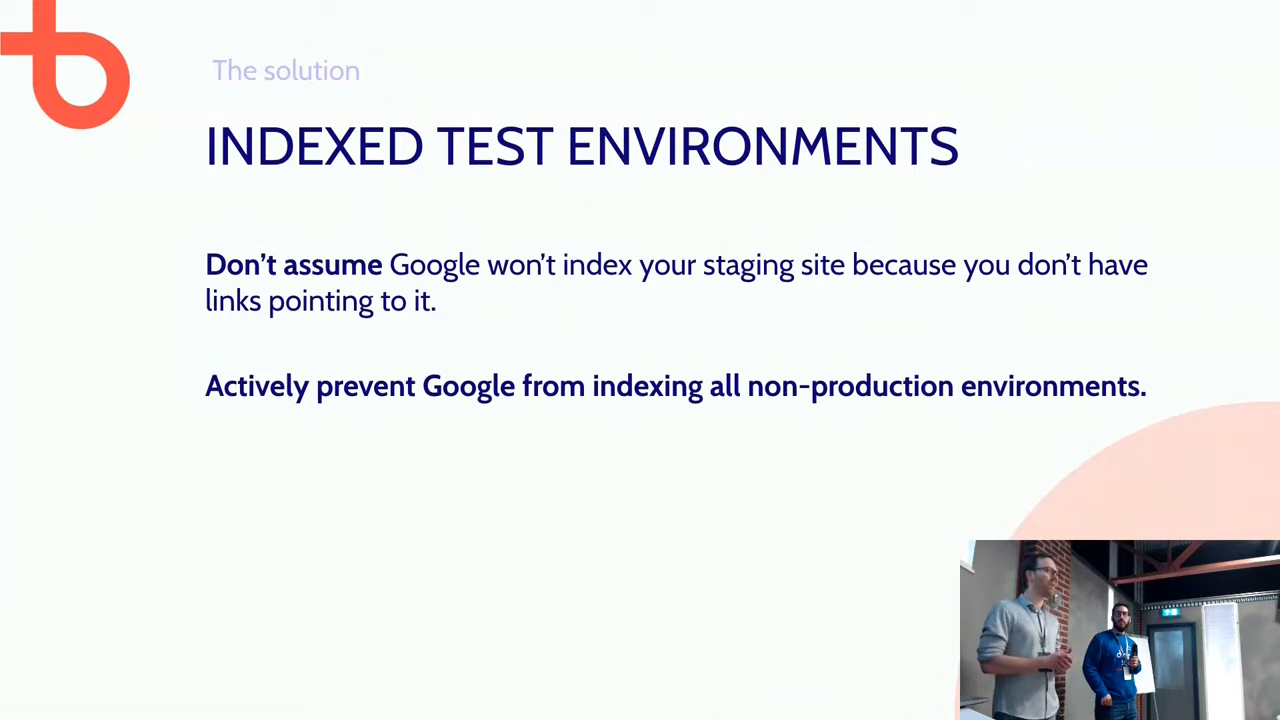 The solution
INDEXED TEST ENVIRONMENTS
Don't assume Google won't index your staging site because you don't have
links pointing to it.
Actively prevent Google from indexing all non-production environments.